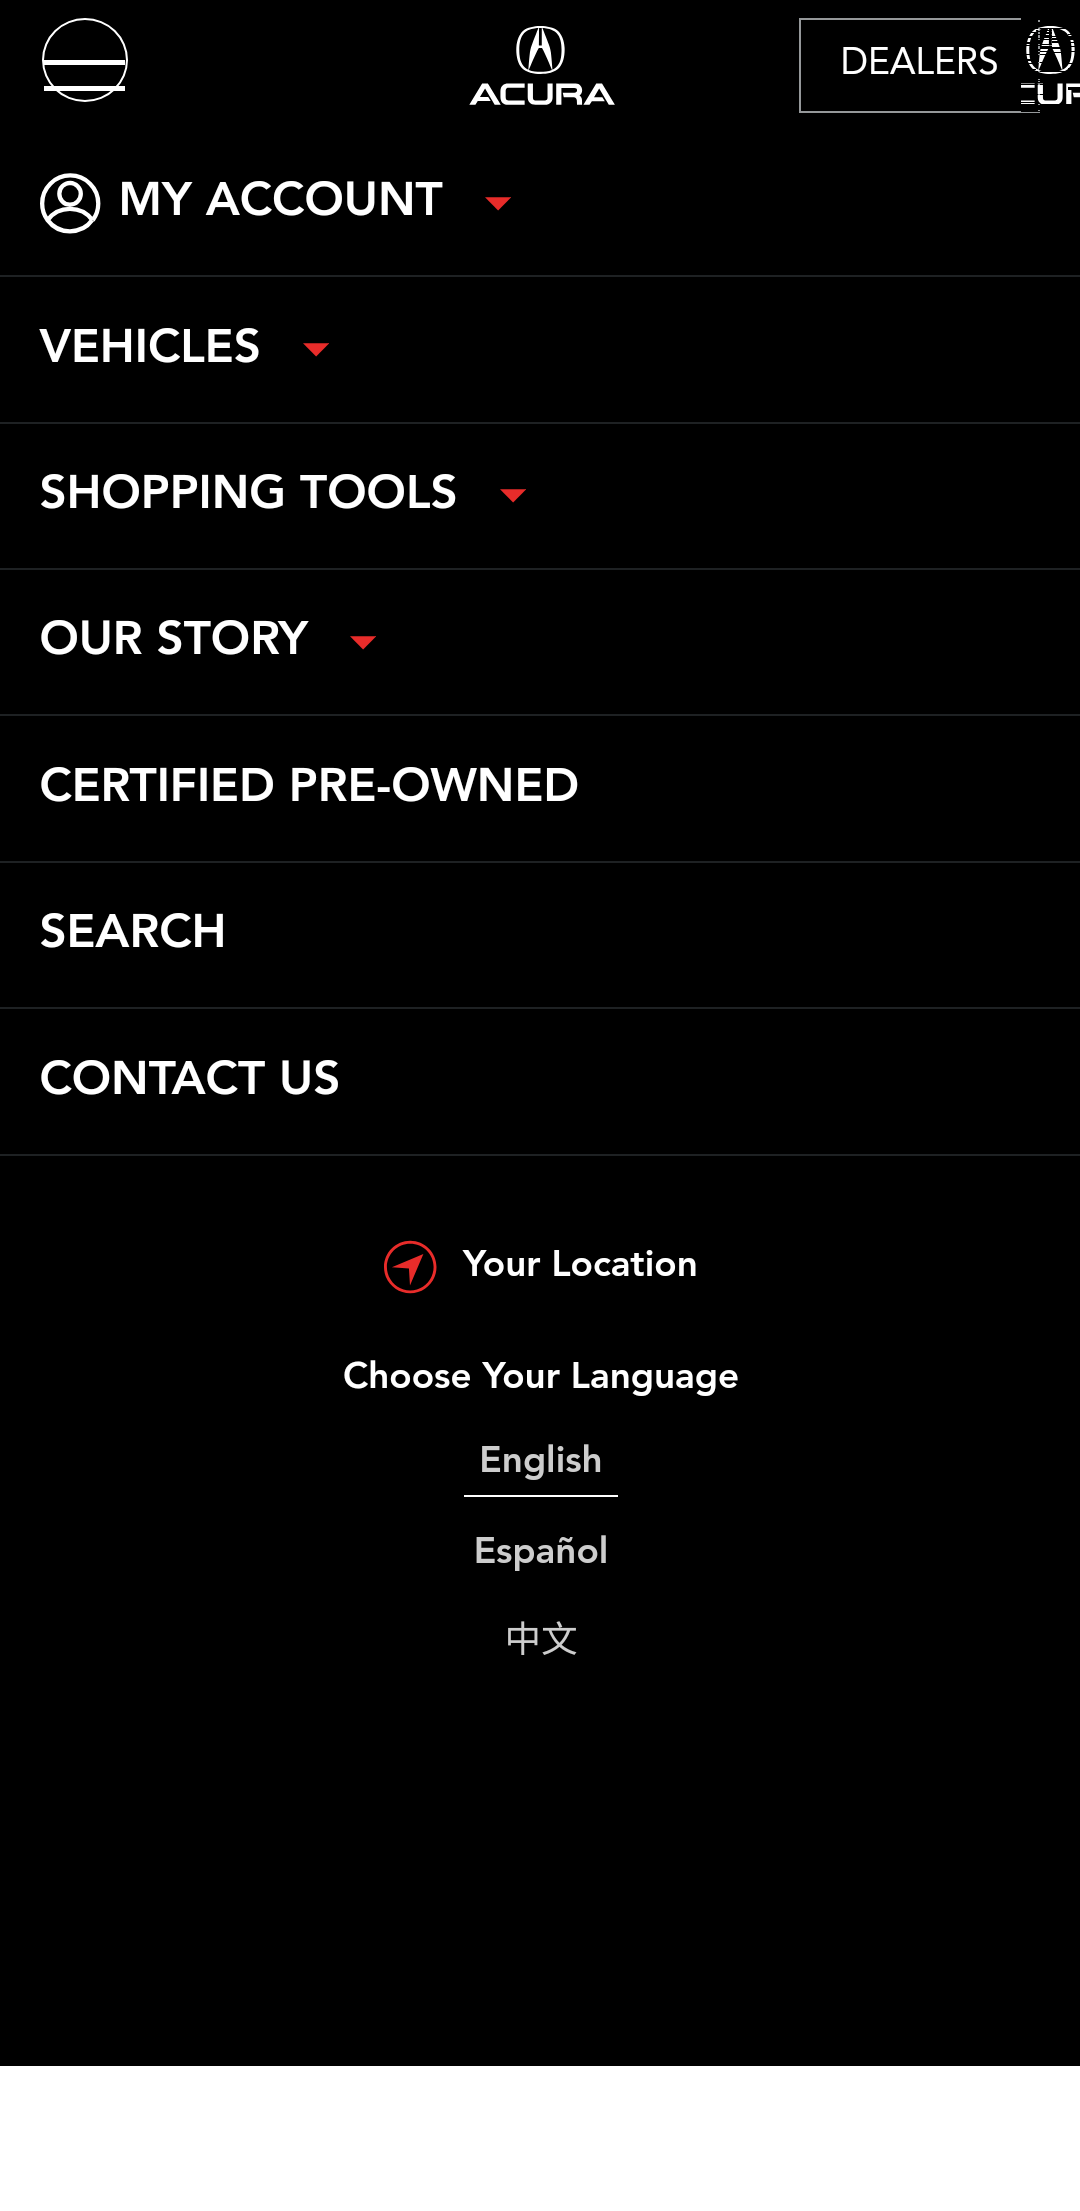 ACURA
DEALERS
MY ACCOUNT
VEHICLES
SHOPPING TOOLS
OUR STORY
CERTIFIED PRE-OWNED
SEARCH
CONTACT US
Your Location
Choose Your Language
English
Español
中文